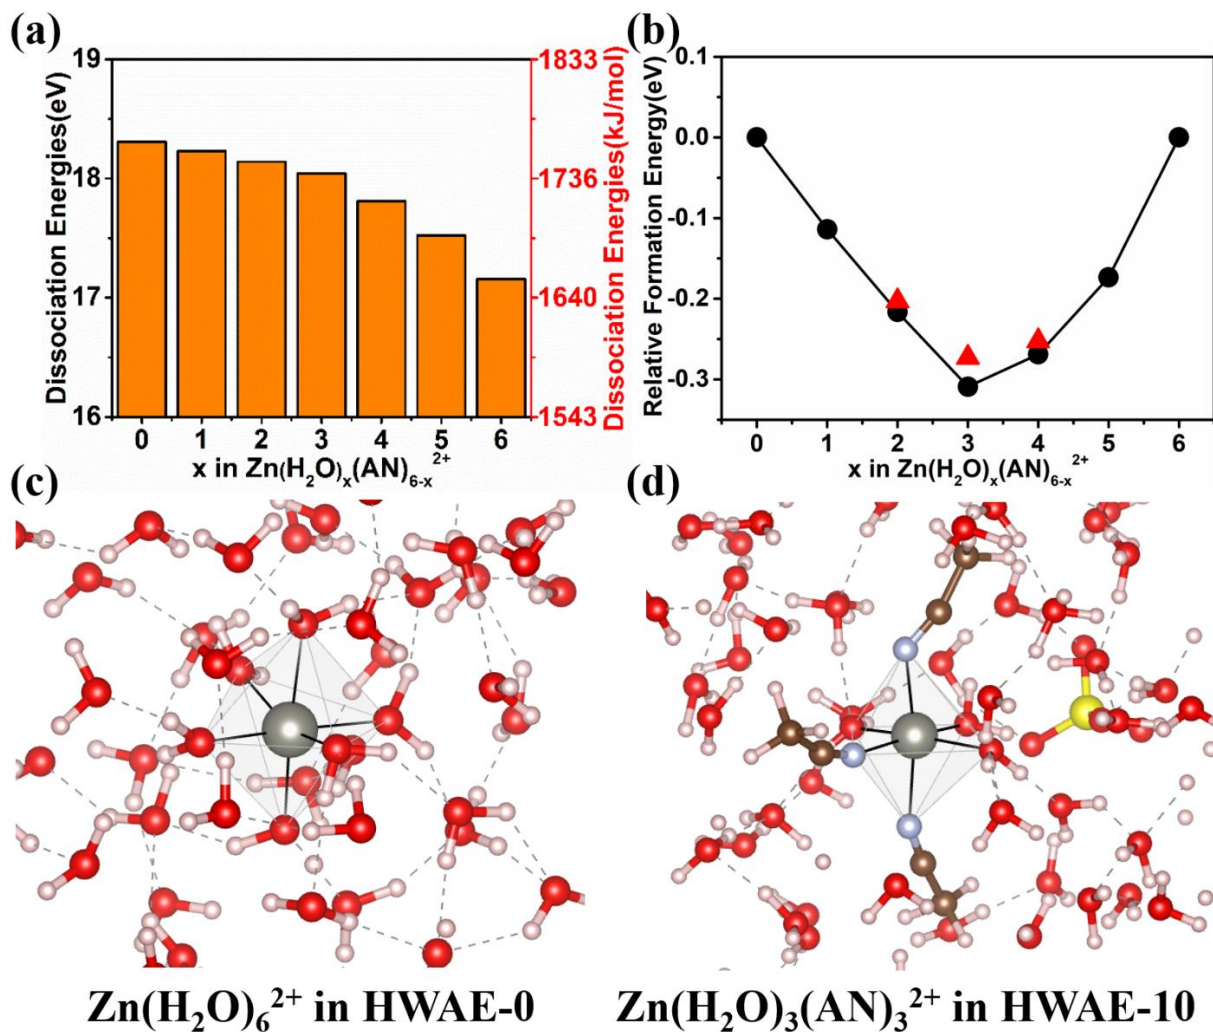 (a)
Dissociation Energies(eV)
19
18
17
16
0 1 2 3 4 5 6
x in Zn(H₂O)ₓ(AN)₆₋ₓ²⁺
1833
1736
1640
1543
Dissociation Energies(kJ/mol)
(b)
Relative Formation Energy(eV)
0.1
0.0
-0.1
-0.2
-0.3
0 1 2 3 4 5 6
x in Zn(H₂O)ₓ(AN)₆₋ₓ²⁺
(c)
Zn(H₂O)₆²⁺ in HWAE-0
(d)
Zn(H₂O)₃(AN)₃²⁺ in HWAE-10